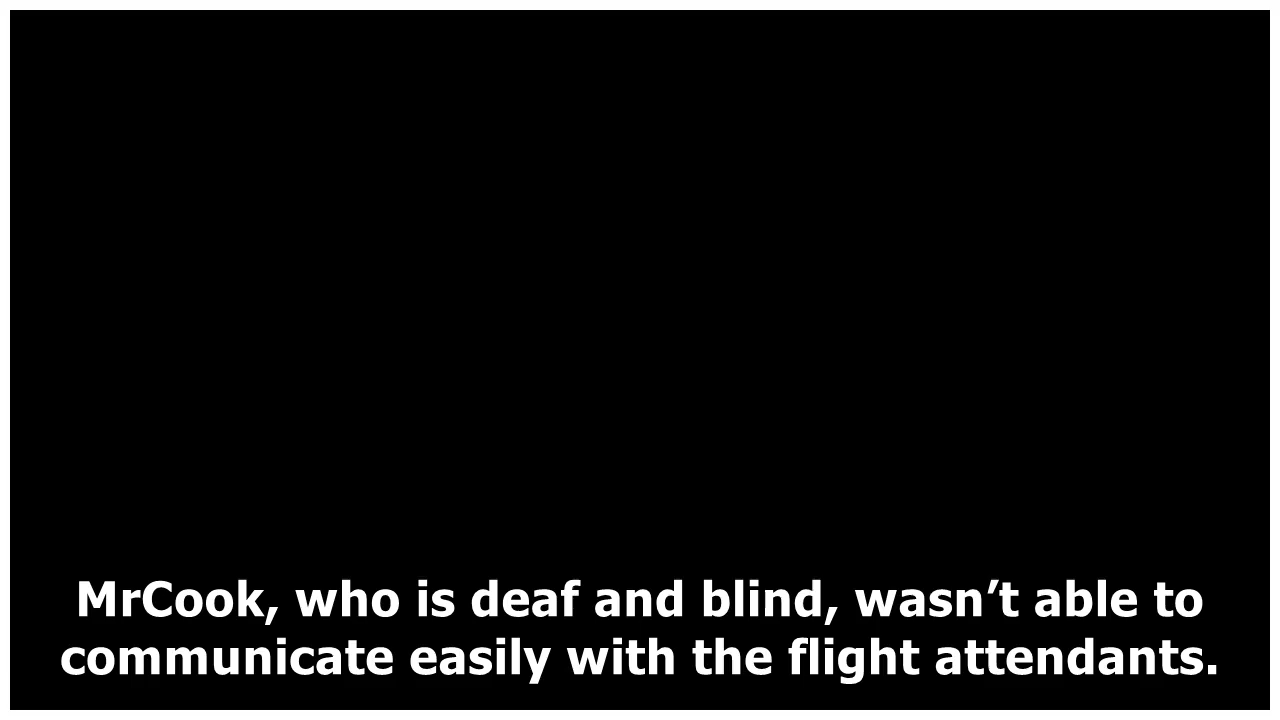 MrCook, who is deaf and blind, wasn’t able to
communicate easily with the flight attendants.